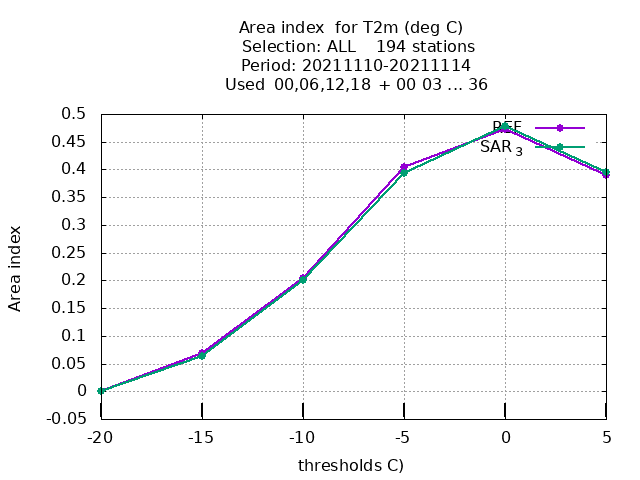 Area index for T2m (deg C)
Selection: ALL 194 stations
Period: 20211110-20211114
Used 00,06,12,18 + 00 03 ... 36
0.5
0.45
0.4
0.35
0.3
0.25
0.2
0.15
0.1
0.05
0
-0.05
Area index
REF
SAR 3
-20 -15 -10 -5 0 5
thresholds C)